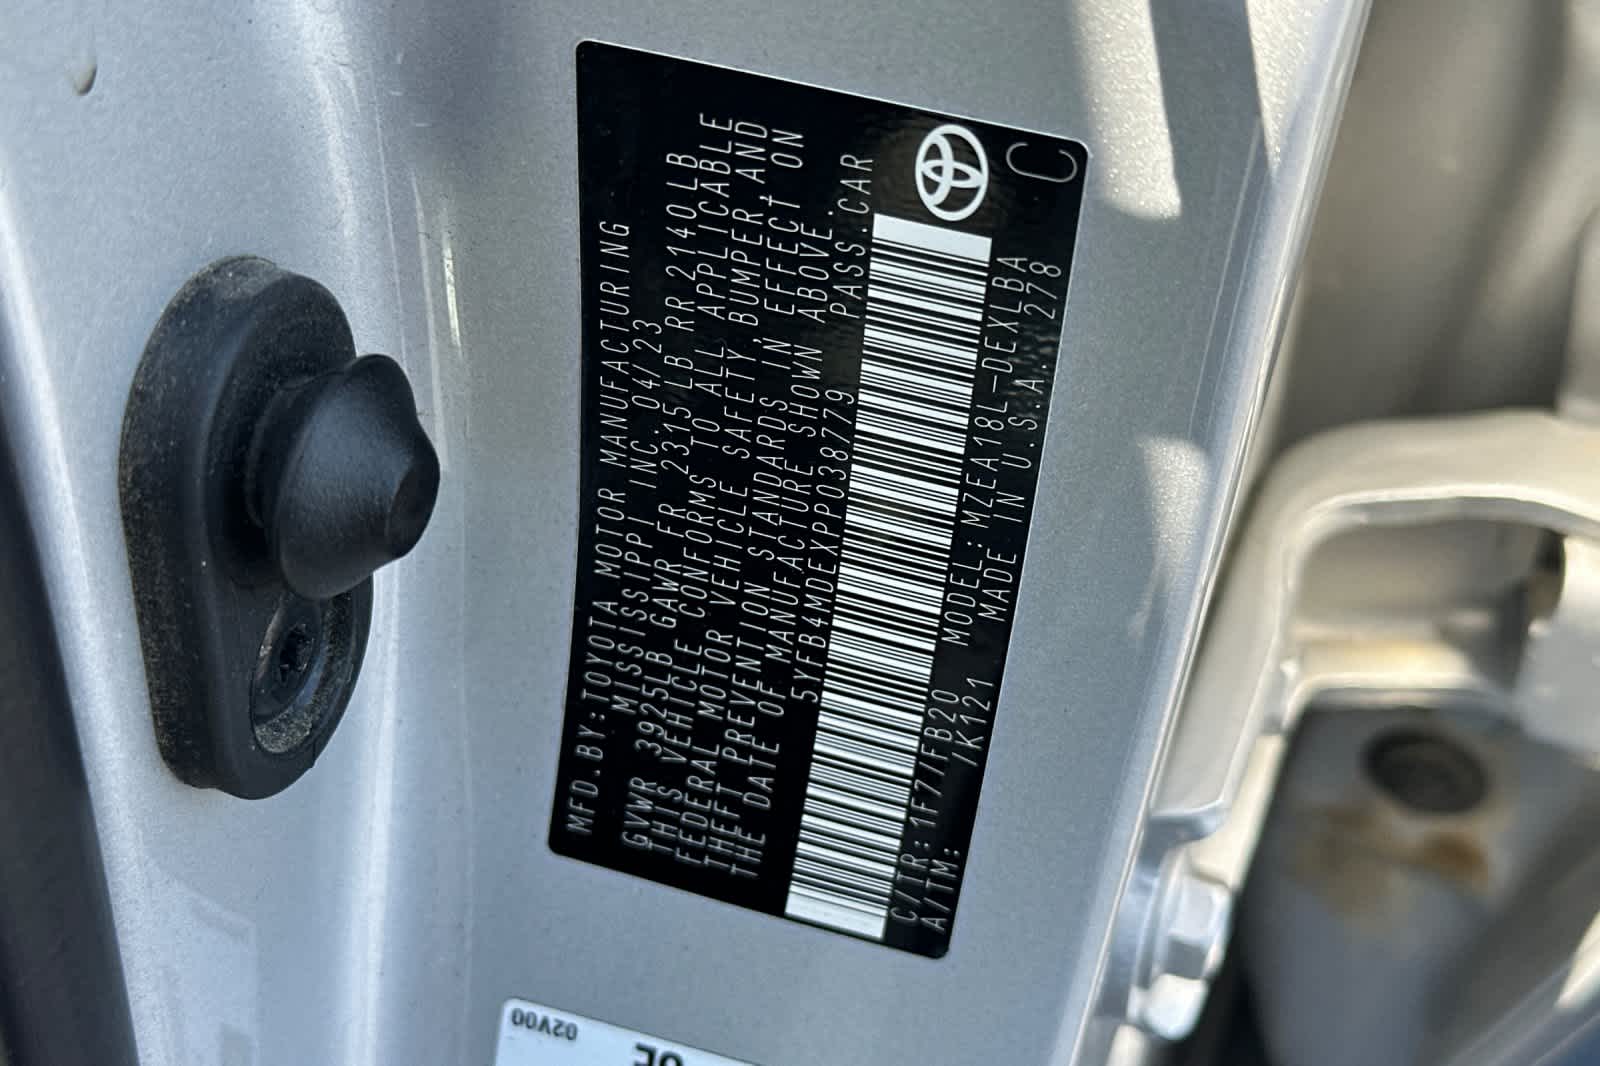 MFD.BY:TOYOTA MOTOR MANUFACTURING
MISSISSIPPI INC. 04/23
GVWR 3925LB GAWR FR 2315 LB RR 2140LB
THIS VEHICLE CONFORMS TO ALL APPLICABLE
FEDERAL MOTOR VEHICLE SAFETY,BUMPER,AND
THEFT PREVENTION STANDARDS IN EFFECT ON
THE DATE OF MANUFACTURE SHOWN ABOVE.
5YFB4MDEXPP038779 PASS.CAR
C/TR:1F7/FB20 MODEL:MZEA18L-DEXLBA
A/TM: /K121 MADE IN U.S.A.278
C
02V00